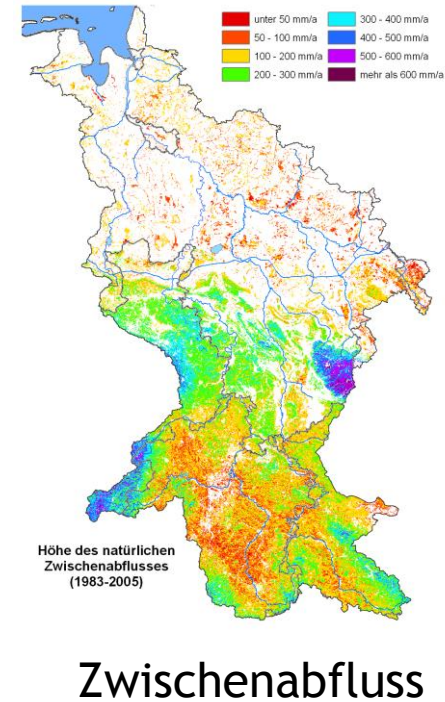 unter 50 mm/a
50 - 100 mm/a
100 - 200 mm/a
200 - 300 mm/a
300 - 400 mm/a
400 - 500 mm/a
500 - 600 mm/a
mehr als 600 mm/a
Höhe des natürlichen
Zwischenabflusses
(1983-2005)
Zwischenabfluss